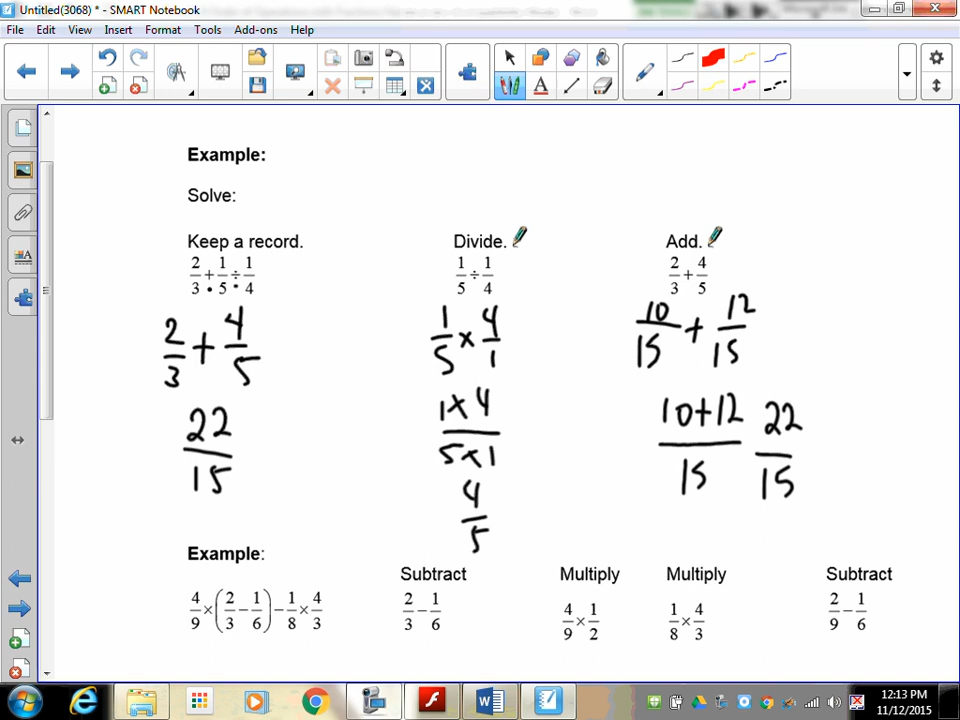 Untitled(3068) * - SMART Notebook
File Edit View Insert Format Tools Add-ons Help
Example:
Solve:
Keep a record. Divide. Add.
2/3 + 1/5 ÷ 1/4 1/5 ÷ 1/4 2/3 + 4/5
2/3 + 4/5 1/5 × 4/1 10/15 + 12/15
22/15 1×4/5×1 10+12/15 22/15
4/5
Example:
Subtract Multiply Multiply Subtract
4/9 × (2/3 − 1/6) − 1/8 × 4/3 2/3 − 1/6 4/9 × 1/2 1/8 × 4/3 2/9 − 1/6
12:13 PM
11/12/2015